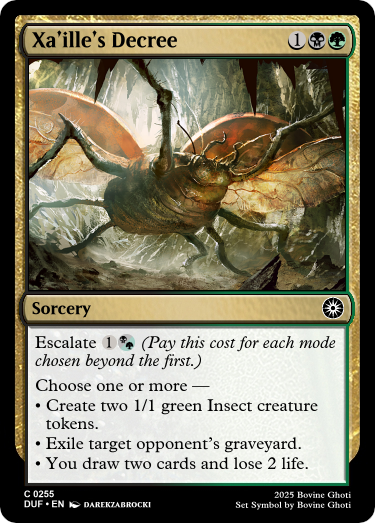 Xa'ille's Decree 1
Sorcery
Escalate 1 (Pay this cost for each mode
chosen beyond the first.)
Choose one or more —
• Create two 1/1 green Insect creature
tokens.
• Exile target opponent's graveyard.
• You draw two cards and lose 2 life.
C 0255
DUF • EN DAREKZABROCKI
2025 Bovine Ghoti
Set Symbol by Bovine Ghoti